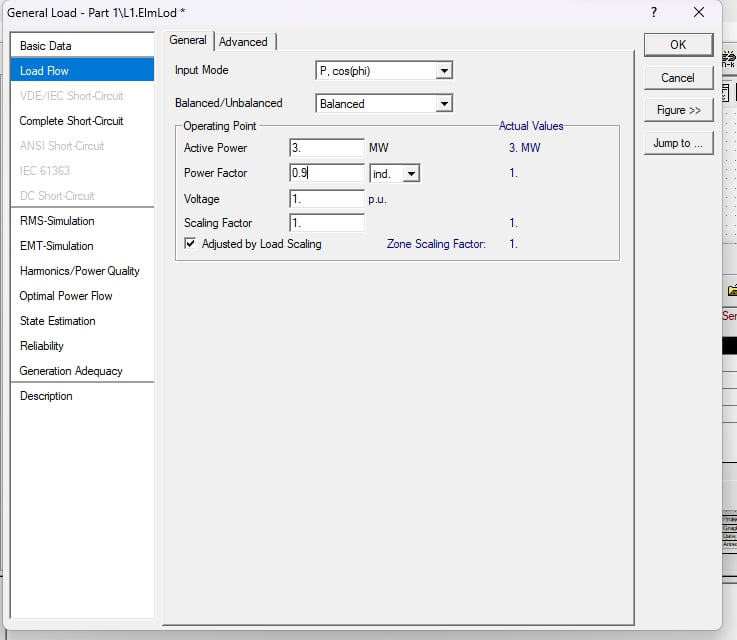 General Load - Part 1\L1.ElmLod *
? ×
Basic Data
Load Flow
VDE/IEC Short-Circuit
Complete Short-Circuit
ANSI Short-Circuit
IEC 61363
DC Short-Circuit
RMS-Simulation
EMT-Simulation
Harmonics/Power Quality
Optimal Power Flow
State Estimation
Reliability
Generation Adequacy
Description
General Advanced
Input Mode P, cos(phi)
Balanced/Unbalanced Balanced
Operating Point Actual Values
Active Power 3. MW 3. MW
Power Factor 0.9 ind. 1.
Voltage 1. p.u.
Scaling Factor 1. 1.
Adjusted by Load Scaling Zone Scaling Factor: 1.
OK
Cancel
Figure >>
Jump to ...
Ser